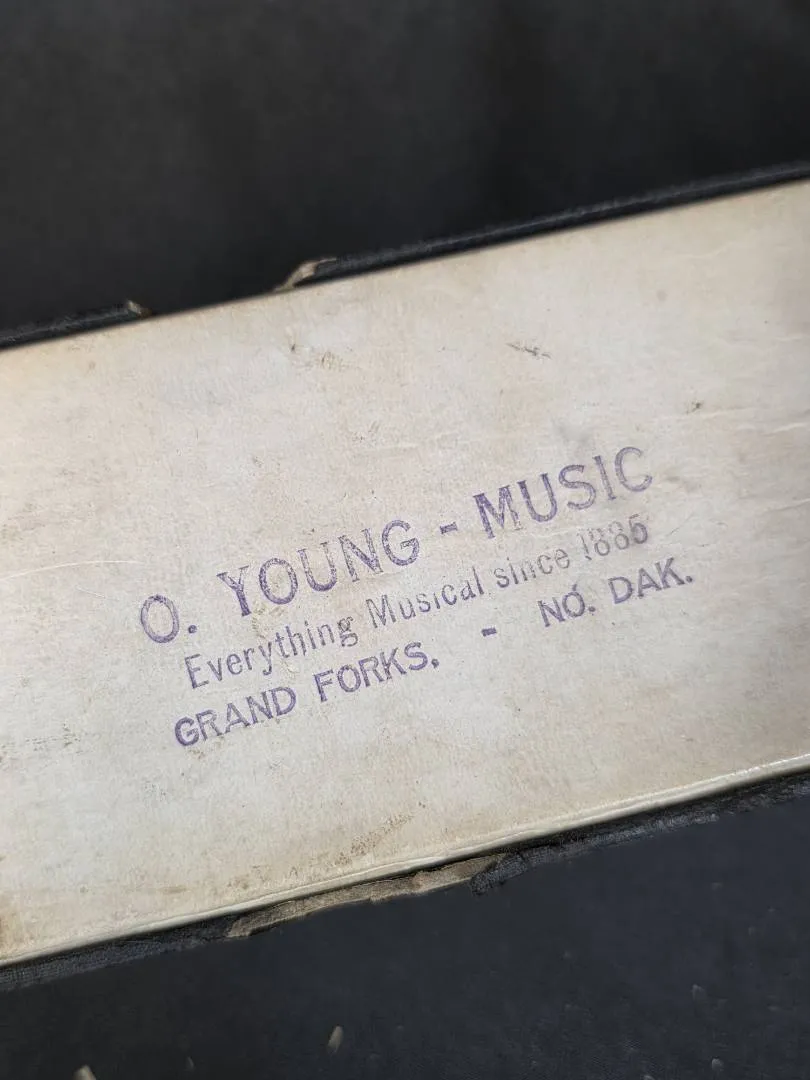 O. YOUNG - MUSIC
Everything Musical since 1885
GRAND FORKS. - NO. DAK.